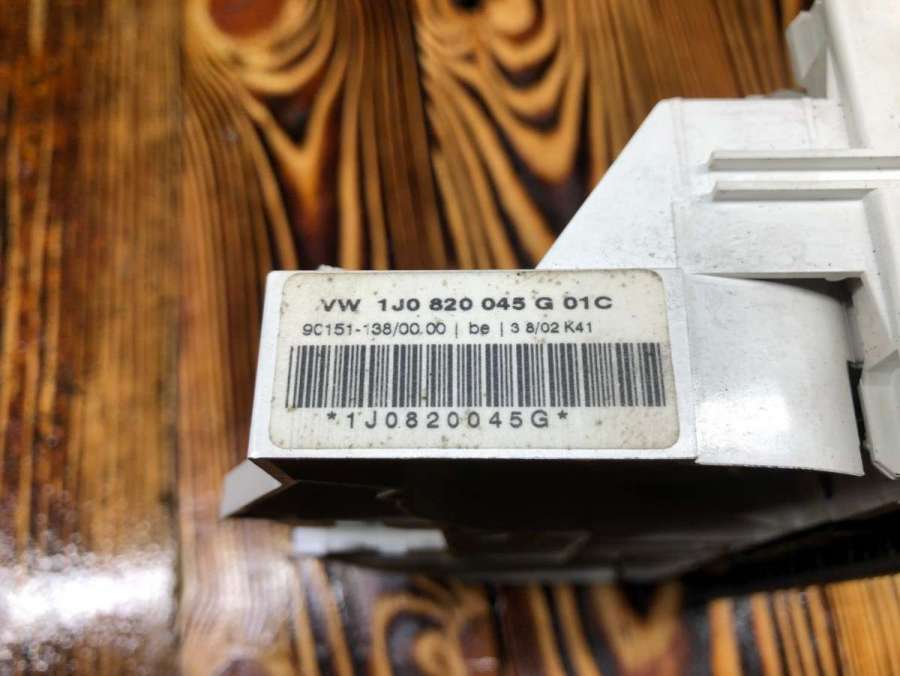 VW 1J0 820 045 G 01C
90151-138/00.00 | be | 3 8/02 K41
*1J0820045G*